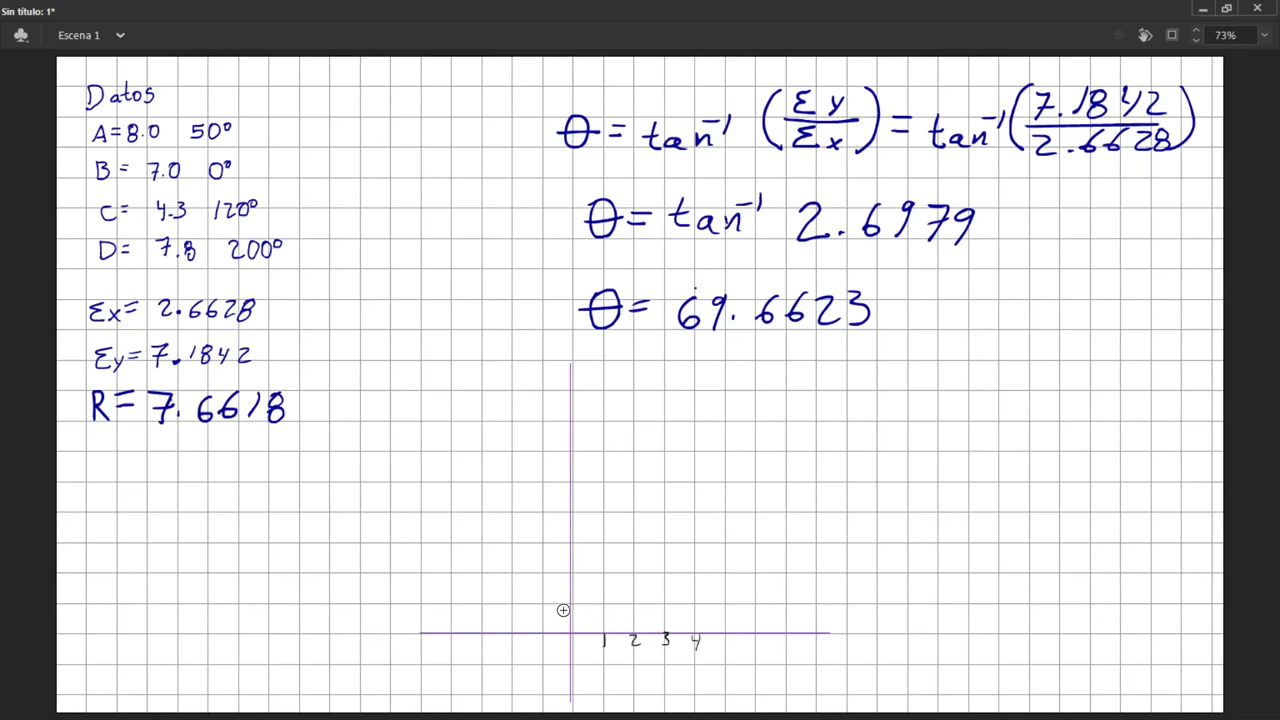 Sin título: 1*
Escena 1
73%
Datos
A=8.0 50°
B= 7.0 0°
C= 4.3 120°
D= 7.8 200°
Σx= 2.6628
Σy= 7.1842
R= 7.6618
θ = tan⁻¹ (Σy/Σx) = tan⁻¹ (7.1842/2.6628)
θ= tan⁻¹ 2.6979
θ= 69.6623
1 2 3 4